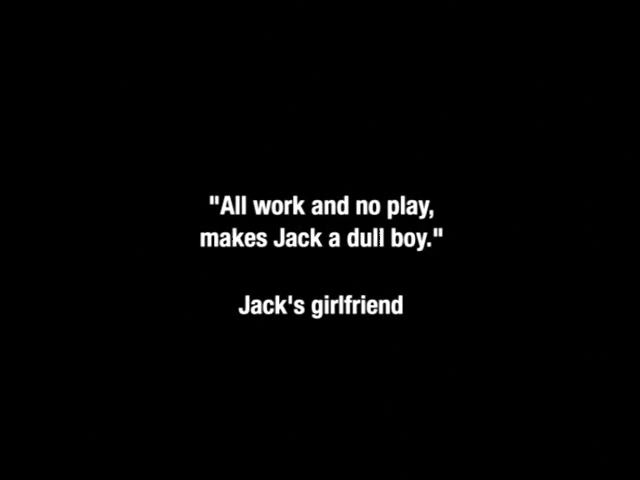 "All work and no play,
makes Jack a dull boy."
Jack's girlfriend